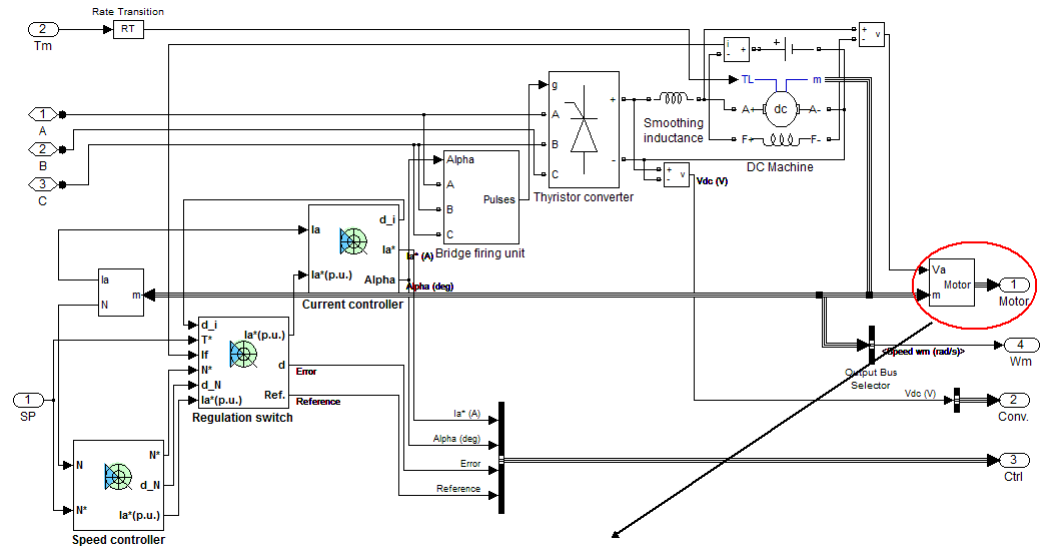 Rate Transition
2
RT
Tm
+
-
v
i
+
-
+
TL
m
1
A
2
B
3
C
g
A
B
C
+
-
Smoothing
inductance
A+
dc
A-
F+
F-
DC Machine
Thyristor converter
+
-
v
Vdc (V)
Alpha
A
B
C
Pulses
Bridge firing unit
Ia
Ia*(p.u.)
d_i
Ia*
Ia* (A)
Alpha
Alpha (deg)
Current controller
Ia
N
m
Va
m
Motor
1
Motor
d_i
T*
If
N*
d_N
Ia*(p.u.)
Ia*(p.u.)
d
Error
Ref.
Reference
Regulation switch
<Speed wm (rad/s)>
4
Wm
Output Bus
Selector
1
SP
Vdc (V)
2
Conv.
Ia* (A)
Alpha (deg)
Error
Reference
3
Ctrl
N
N*
N*
d_N
Ia*(p.u.)
Speed controller